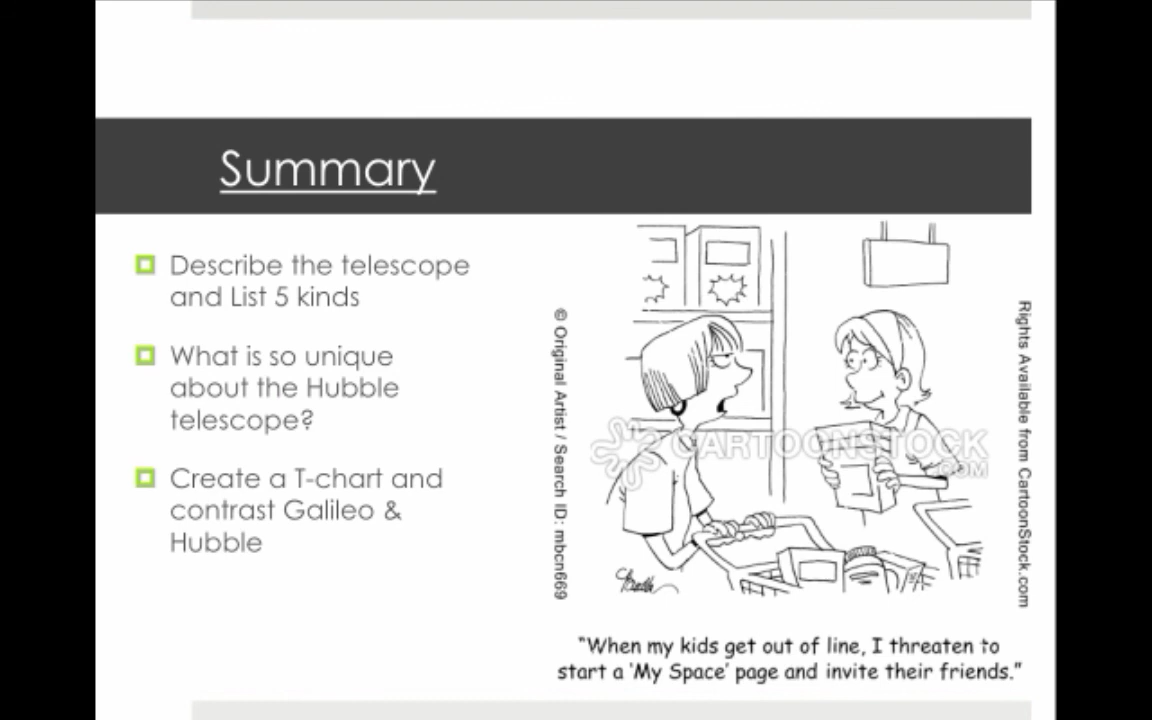 Summary
Describe the telescope
and List 5 kinds
What is so unique
about the Hubble
telescope?
Create a T-chart and
contrast Galileo &
Hubble
© Original Artist / Search ID: mbcn669
CARTOONSTOCK
.COM
Rights Available from CartoonStock.com
“When my kids get out of line, I threaten to
start a ‘My Space’ page and invite their friends.”